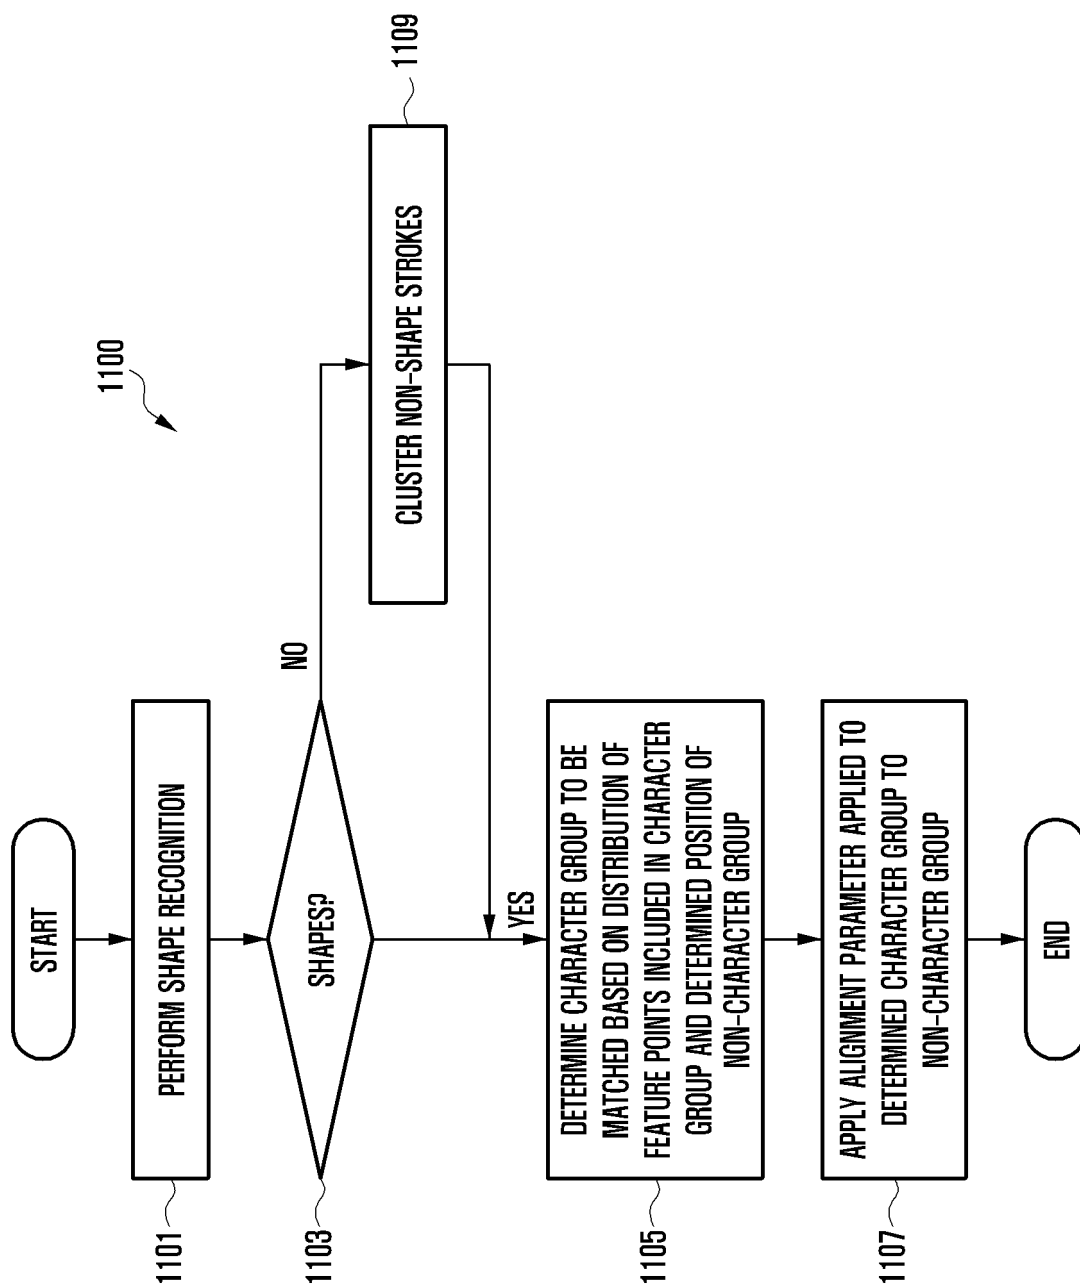 1100
START
1101
PERFORM SHAPE RECOGNITION
1103
SHAPES?
NO
1109
CLUSTER NON-SHAPE STROKES
YES
1105
DETERMINE CHARACTER GROUP TO BE
MATCHED BASED ON DISTRIBUTION OF
FEATURE POINTS INCLUDED IN CHARACTER
GROUP AND DETERMINED POSITION OF
NON-CHARACTER GROUP
1107
APPLY ALIGNMENT PARAMETER APPLIED TO
DETERMINED CHARACTER GROUP TO
NON-CHARACTER GROUP
END